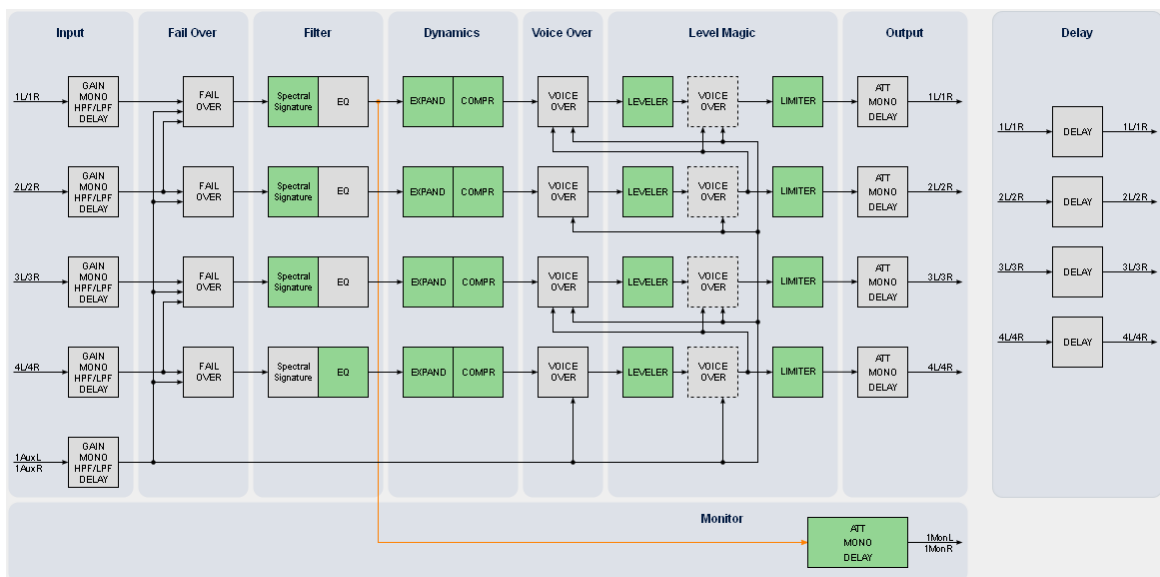 Input Fail Over Filter Dynamics Voice Over Level Magic Output Delay
1L/1R
GAIN
MONO
HPF/LPF
DELAY
FAIL
OVER
Spectral
Signature
EQ
EXPAND
COMPR
VOICE
OVER
LEVELER
VOICE
OVER
LIMITER
ATT
MONO
DELAY
1L/1R
2L/2R
GAIN
MONO
HPF/LPF
DELAY
FAIL
OVER
Spectral
Signature
EQ
EXPAND
COMPR
VOICE
OVER
LEVELER
VOICE
OVER
LIMITER
ATT
MONO
DELAY
2L/2R
3L/3R
GAIN
MONO
HPF/LPF
DELAY
FAIL
OVER
Spectral
Signature
EQ
EXPAND
COMPR
VOICE
OVER
LEVELER
VOICE
OVER
LIMITER
ATT
MONO
DELAY
3L/3R
4L/4R
GAIN
MONO
HPF/LPF
DELAY
FAIL
OVER
Spectral
Signature
EQ
EXPAND
COMPR
VOICE
OVER
LEVELER
VOICE
OVER
LIMITER
ATT
MONO
DELAY
4L/4R
1AuxL
1AuxR
GAIN
MONO
HPF/LPF
DELAY
1L/1R
DELAY
1L/1R
2L/2R
DELAY
2L/2R
3L/3R
DELAY
3L/3R
4L/4R
DELAY
4L/4R
Monitor
ATT
MONO
DELAY
1MonL
1MonR